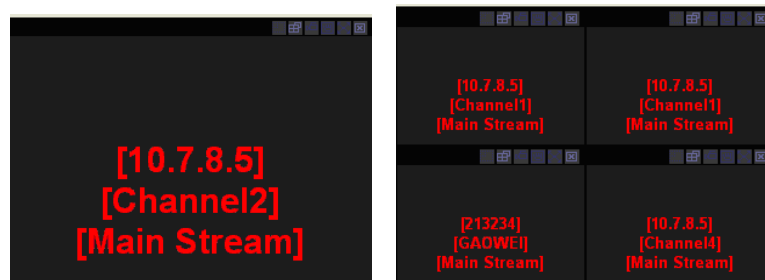 [10.7.8.5]
[Channel2]
[Main Stream]
[10.7.8.5]
[Channel1]
[Main Stream]
[10.7.8.5]
[Channel1]
[Main Stream]
[213234]
[GAOWEI]
[Main Stream]
[10.7.8.5]
[Channel4]
[Main Stream]